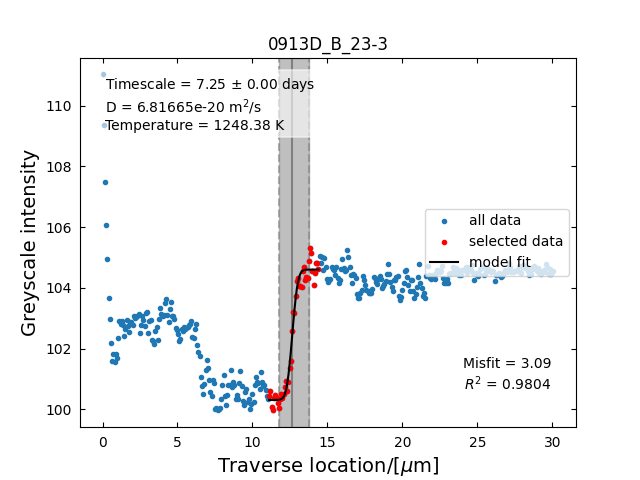 0913D_B_23-3
Timescale = 7.25 ± 0.00 days
D = 6.81665e-20 m²/s
Temperature = 1248.38 K
all data
selected data
model fit
Misfit = 3.09
R² = 0.9804
Greyscale intensity
110
108
106
104
102
100
0 5 10 15 20 25 30
Traverse location/[μm]